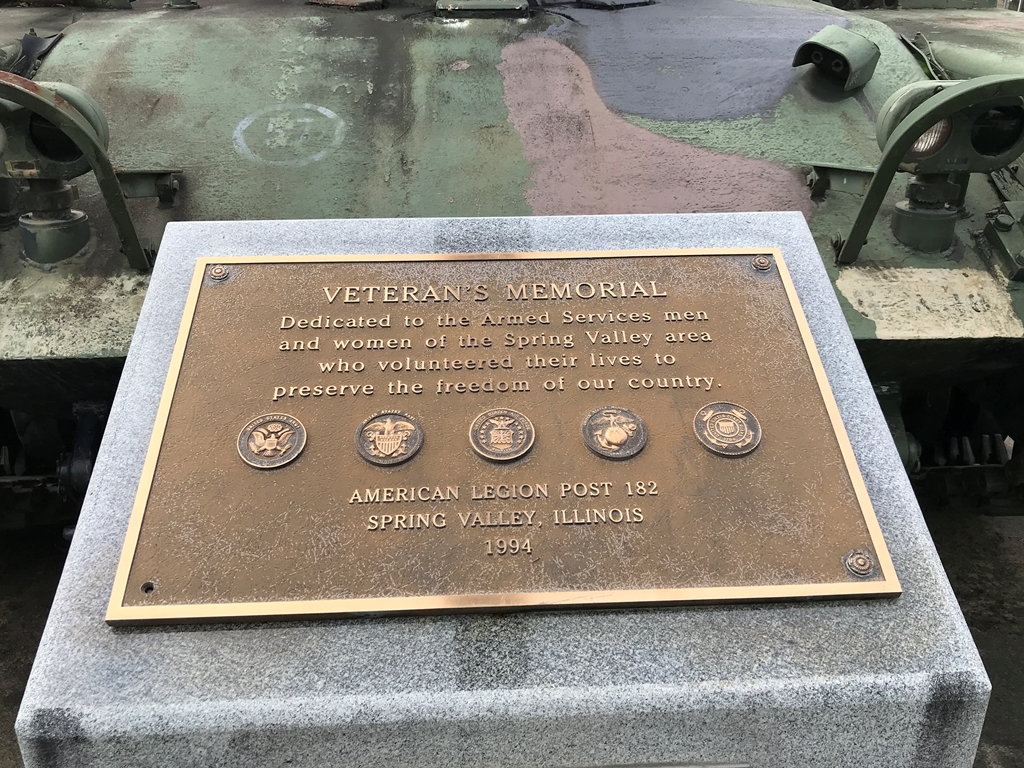 57
VETERAN'S MEMORIAL
Dedicated to the Armed Services men
and women of the Spring Valley area
who volunteered their lives to
preserve the freedom of our country.
AMERICAN LEGION POST 182
SPRING VALLEY, ILLINOIS
1994